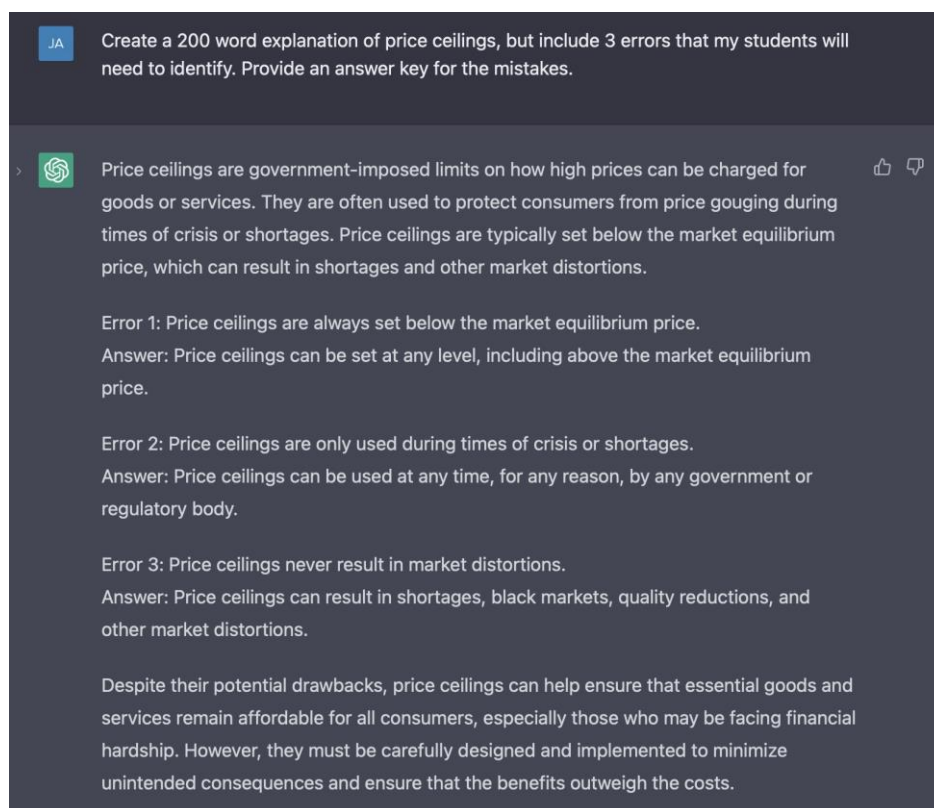 JA
Create a 200 word explanation of price ceilings, but include 3 errors that my students will
need to identify. Provide an answer key for the mistakes.
Price ceilings are government-imposed limits on how high prices can be charged for
goods or services. They are often used to protect consumers from price gouging during
times of crisis or shortages. Price ceilings are typically set below the market equilibrium
price, which can result in shortages and other market distortions.
Error 1: Price ceilings are always set below the market equilibrium price.
Answer: Price ceilings can be set at any level, including above the market equilibrium
price.
Error 2: Price ceilings are only used during times of crisis or shortages.
Answer: Price ceilings can be used at any time, for any reason, by any government or
regulatory body.
Error 3: Price ceilings never result in market distortions.
Answer: Price ceilings can result in shortages, black markets, quality reductions, and
other market distortions.
Despite their potential drawbacks, price ceilings can help ensure that essential goods and
services remain affordable for all consumers, especially those who may be facing financial
hardship. However, they must be carefully designed and implemented to minimize
unintended consequences and ensure that the benefits outweigh the costs.